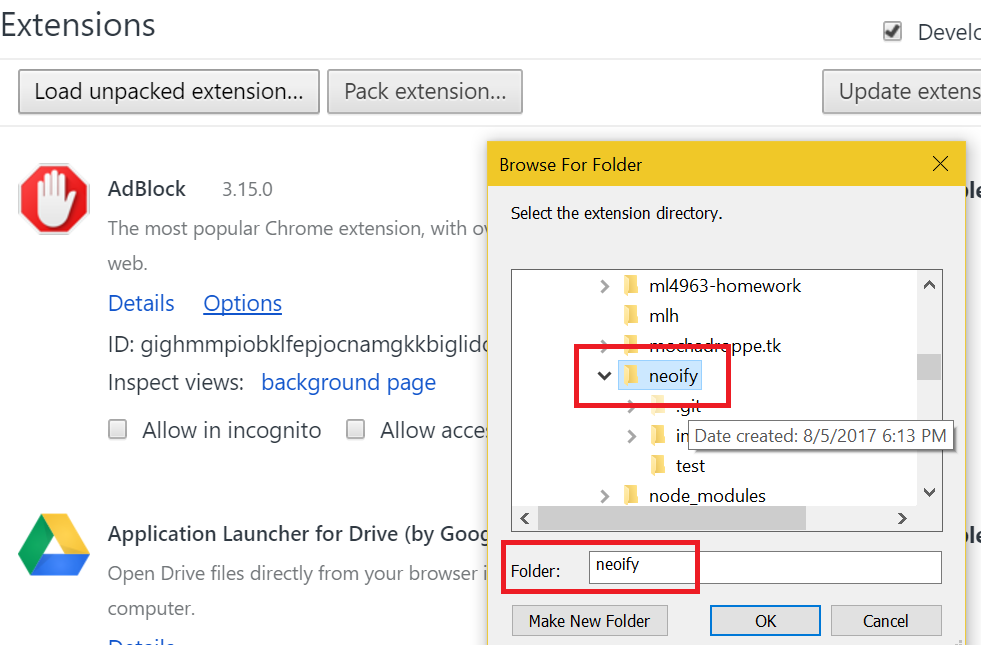 Extensions
Develo
Load unpacked extension...
Pack extension...
Update extens
AdBlock 3.15.0
The most popular Chrome extension, with ov
web.
Details Options
ID: gighmmpiobklfepjocnamgkkbiglidc
Inspect views: background page
Allow in incognito
Allow acces
Application Launcher for Drive (by Goog
Open Drive files directly from your browser i
computer.
Details
Browse For Folder
Select the extension directory.
ml4963-homework
mlh
mochadroppe.tk
neoify
.git
in
Date created: 8/5/2017 6:13 PM
test
node_modules
Folder: neoify
Make New Folder
OK
Cancel